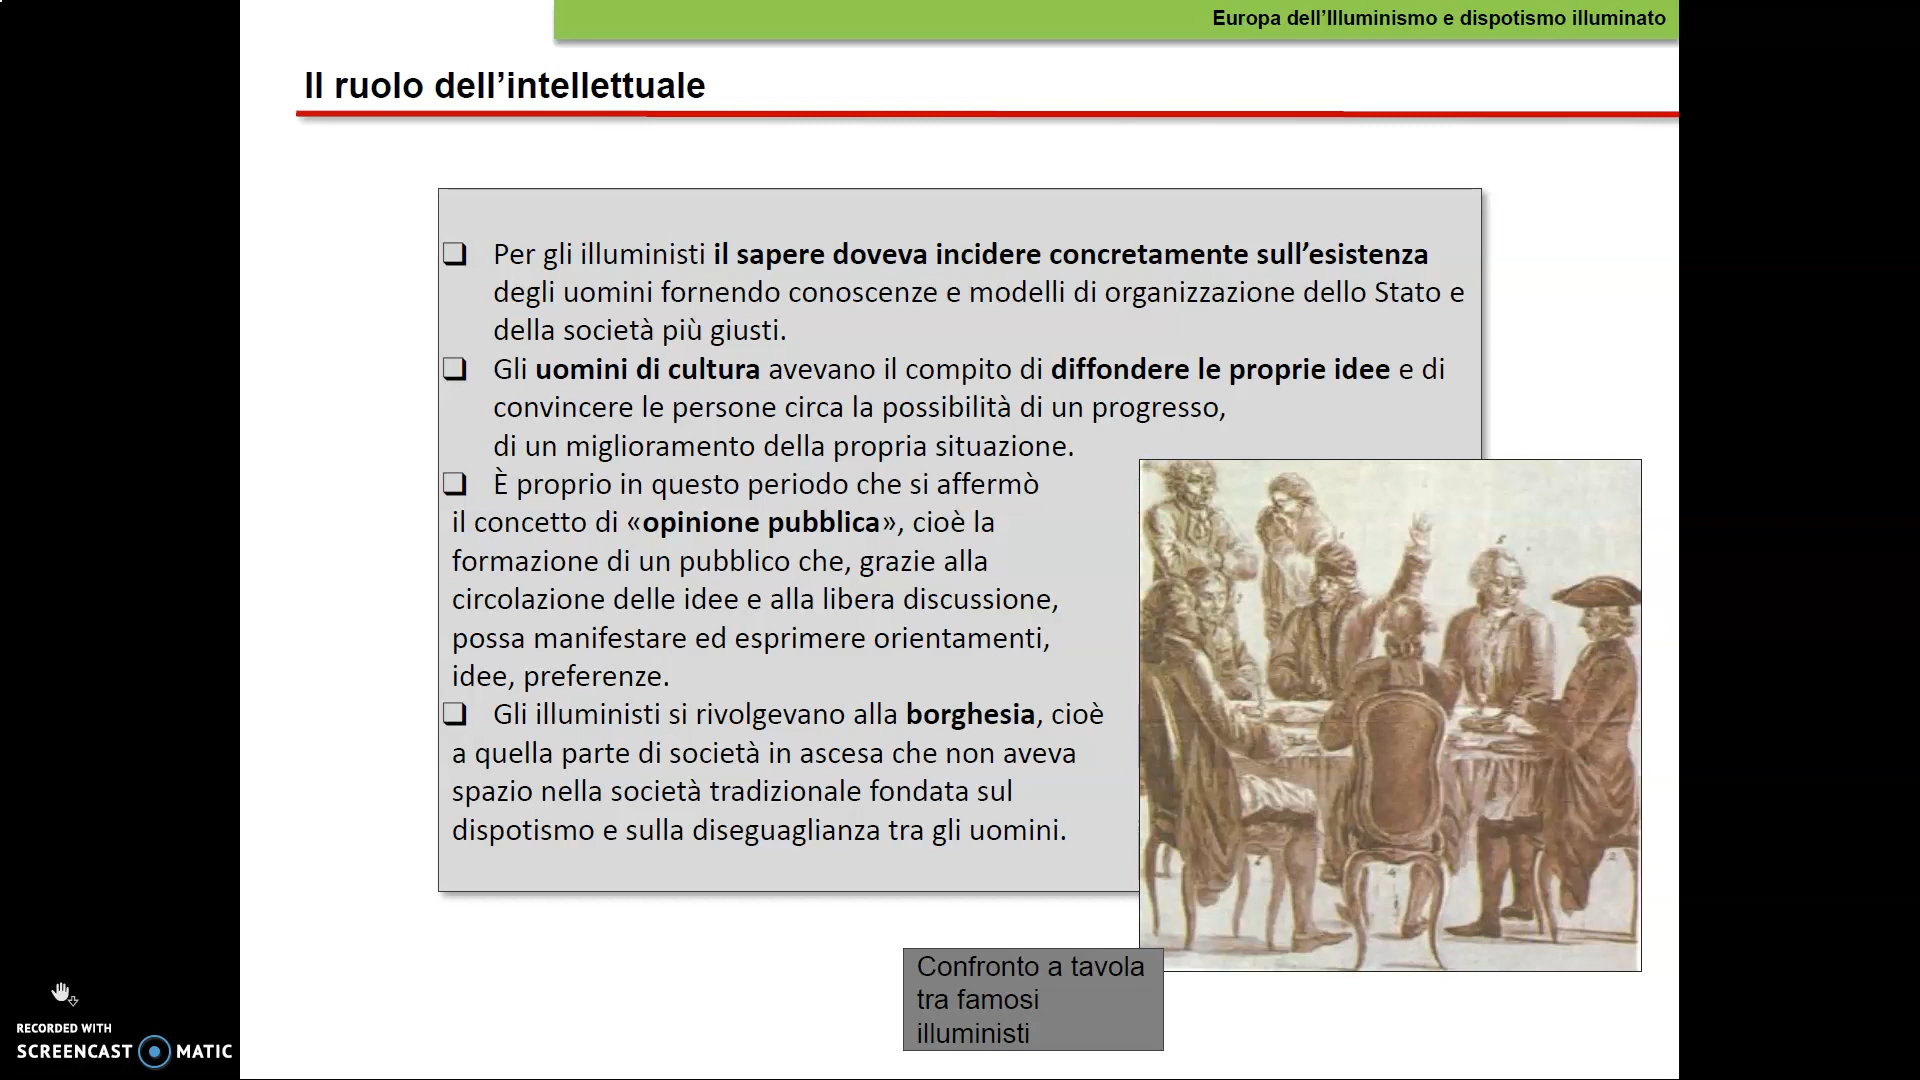 Europa dell’Illuminismo e dispotismo illuminato
Il ruolo dell’intellettuale
❑ Per gli illuministi il sapere doveva incidere concretamente sull’esistenza
degli uomini fornendo conoscenze e modelli di organizzazione dello Stato e
della società più giusti.
❑ Gli uomini di cultura avevano il compito di diffondere le proprie idee e di
convincere le persone circa la possibilità di un progresso,
di un miglioramento della propria situazione.
❑ È proprio in questo periodo che si affermò
il concetto di «opinione pubblica», cioè la
formazione di un pubblico che, grazie alla
circolazione delle idee e alla libera discussione,
possa manifestare ed esprimere orientamenti,
idee, preferenze.
❑ Gli illuministi si rivolgevano alla borghesia, cioè
a quella parte di società in ascesa che non aveva
spazio nella società tradizionale fondata sul
dispotismo e sulla diseguaglianza tra gli uomini.
Confronto a tavola
tra famosi
illuministi
RECORDED WITH
SCREENCAST MATIC